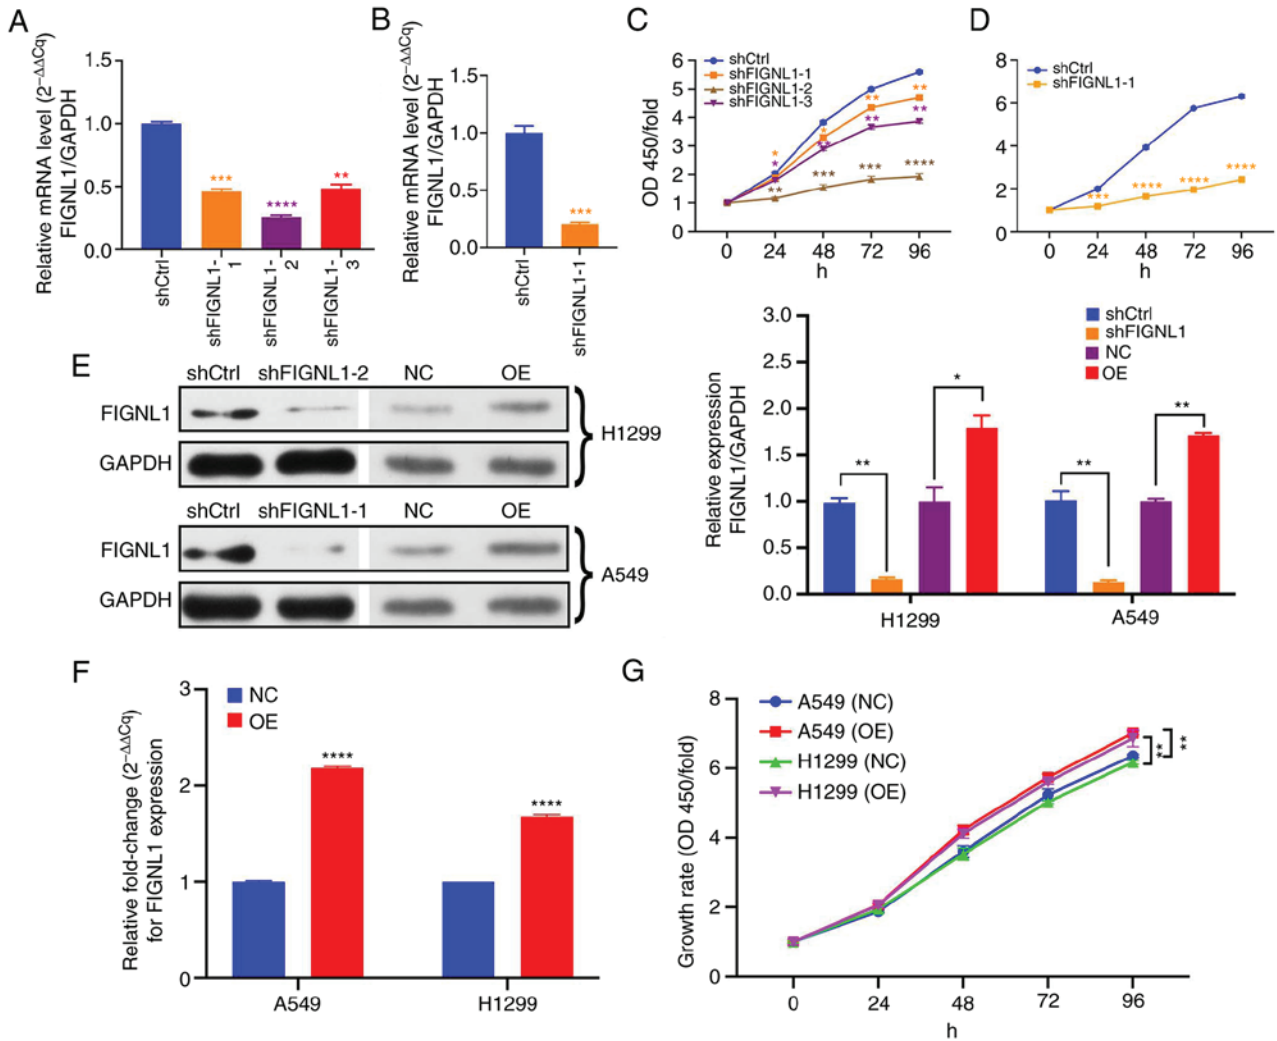 A
Relative mRNA level (2−ΔΔCq)
FIGNL1/GAPDH
1.5
1.0
0.5
0.0
***
****
**
shCtrl
shFIGNL1-1
shFIGNL1-2
shFIGNL1-3
B
Relative mRNA level (2−ΔΔCq)
FIGNL1/GAPDH
1.5
1.0
0.5
0.0
***
shCtrl
shFIGNL1-1
C
OD 450/fold
6
5
4
3
2
1
0
shCtrl
shFIGNL1-1
shFIGNL1-2
shFIGNL1-3
*
*
**
*
**
***
**
**
***
**
**
****
0 24 48 72 96
h
D
8
6
4
2
0
shCtrl
shFIGNL1-1
***
****
****
****
0 24 48 72 96
h
E
shCtrl shFIGNL1-2 NC OE
FIGNL1
GAPDH
H1299
shCtrl shFIGNL1-1 NC OE
FIGNL1
GAPDH
A549
Relative expression
FIGNL1/GAPDH
3.0
2.5
2.0
1.5
1.0
0.5
0.0
shCtrl
shFIGNL1
NC
OE
**
*
**
**
H1299 A549
F
Relative fold-change (2−ΔΔCq)
for FIGNL1 expression
3
2
1
0
NC
OE
****
****
A549 H1299
G
Growth rate (OD 450/fold)
8
6
4
2
0
A549 (NC)
A549 (OE)
H1299 (NC)
H1299 (OE)
**
**
0 24 48 72 96
h